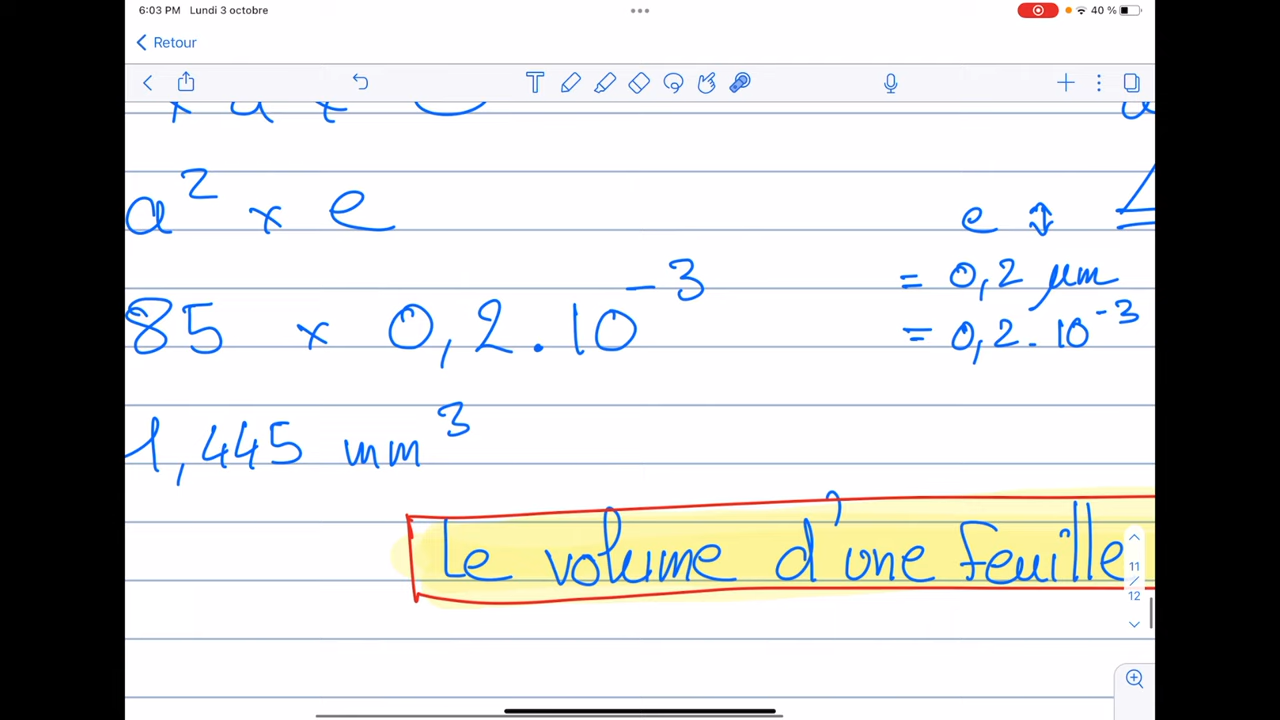 6:03 PM Lundi 3 octobre
40 %
Retour
T
× a × e
a² × e
e ↕
= 0,2 µm
85 × 0,2 . 10⁻³
= 0,2 . 10⁻³
1,445 mm³
Le volume d'une feuille
11
12